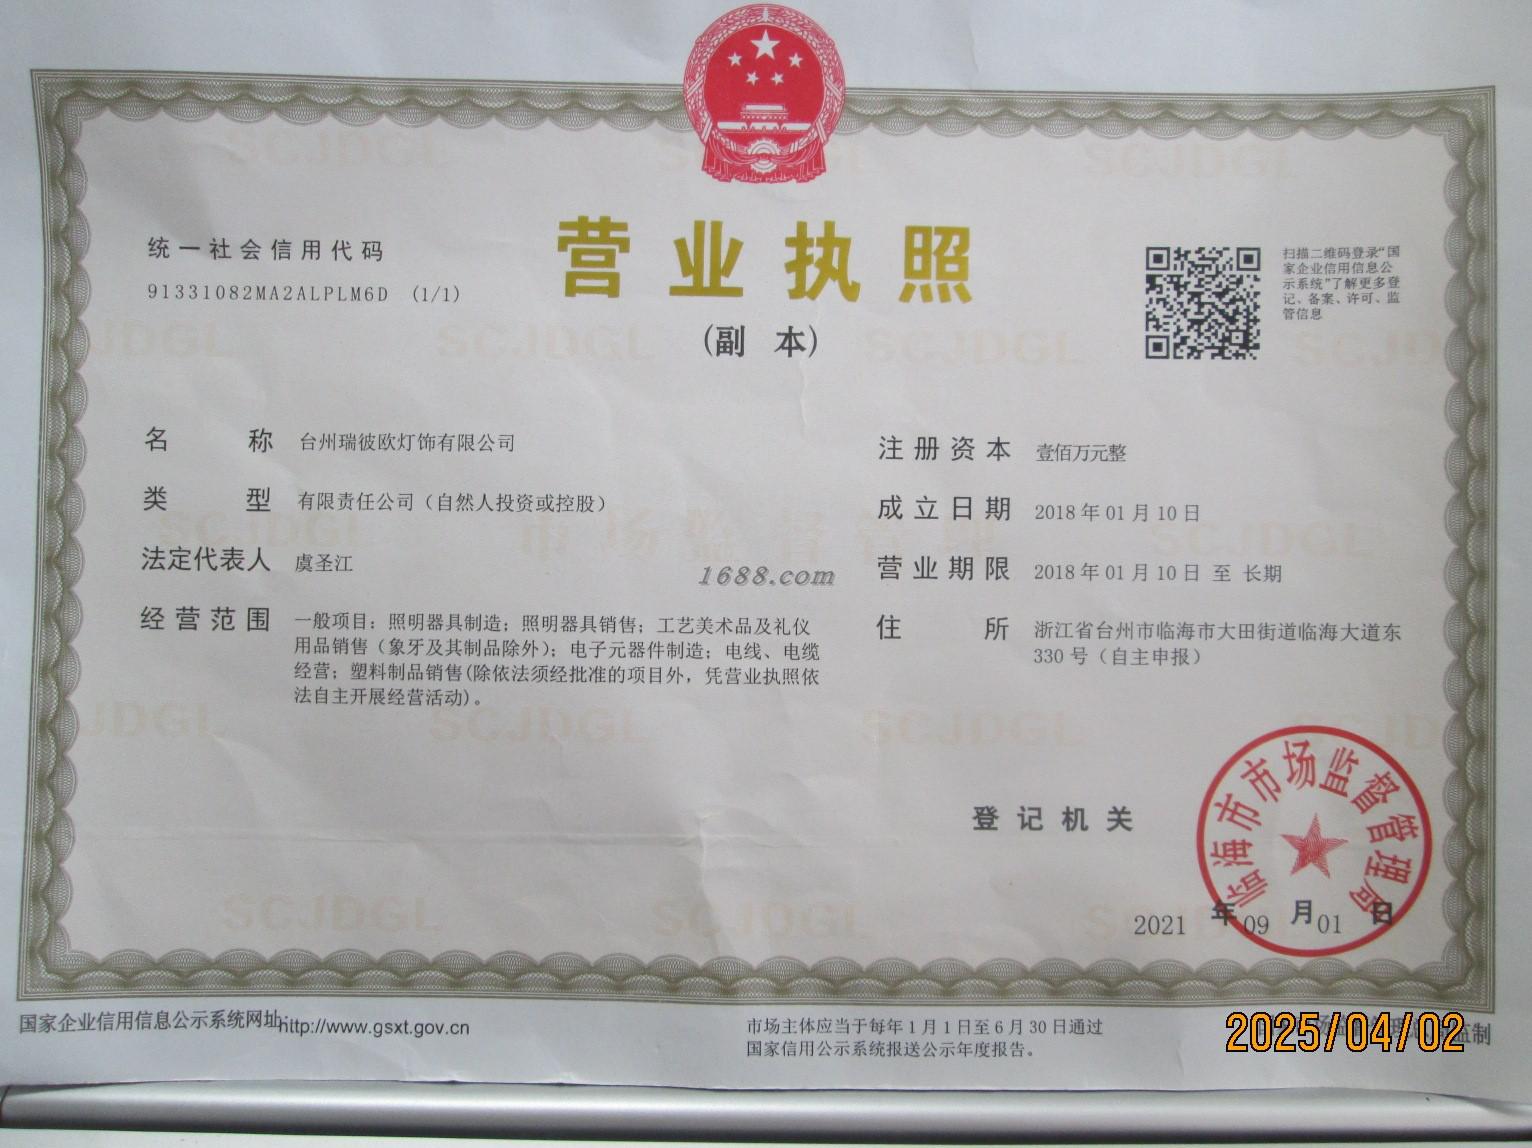 统一社会信用代码
91331082MA2ALPLM6D (1/1)
营业执照
(副 本)
扫描二维码登录“国
家企业信用信息公
示系统”了解更多登
记、备案、许可、监
管信息
名 称 台州瑞彼欧灯饰有限公司
类 型 有限责任公司（自然人投资或控股）
法定代表人 虞圣江
经营范围 一般项目：照明器具制造；照明器具销售；工艺美术品及礼仪
用品销售（象牙及其制品除外）；电子元器件制造；电线、电缆
经营；塑料制品销售(除依法须经批准的项目外，凭营业执照依
法自主开展经营活动)。
注册资本 壹佰万元整
成立日期 2018年01月10日
营业期限 2018年01月10日 至 长期
住 所 浙江省台州市临海市大田街道临海大道东
330号（自主申报）
1688.com
登记机关
临海市市场监督管理局
2021 年 09 月 01 日
国家企业信用信息公示系统网址http://www.gsxt.gov.cn
市场主体应当于每年1月1日至6月30日通过
国家信用公示系统报送公示年度报告。
监制
2025/04/02
SCJDGL
市场监督管理